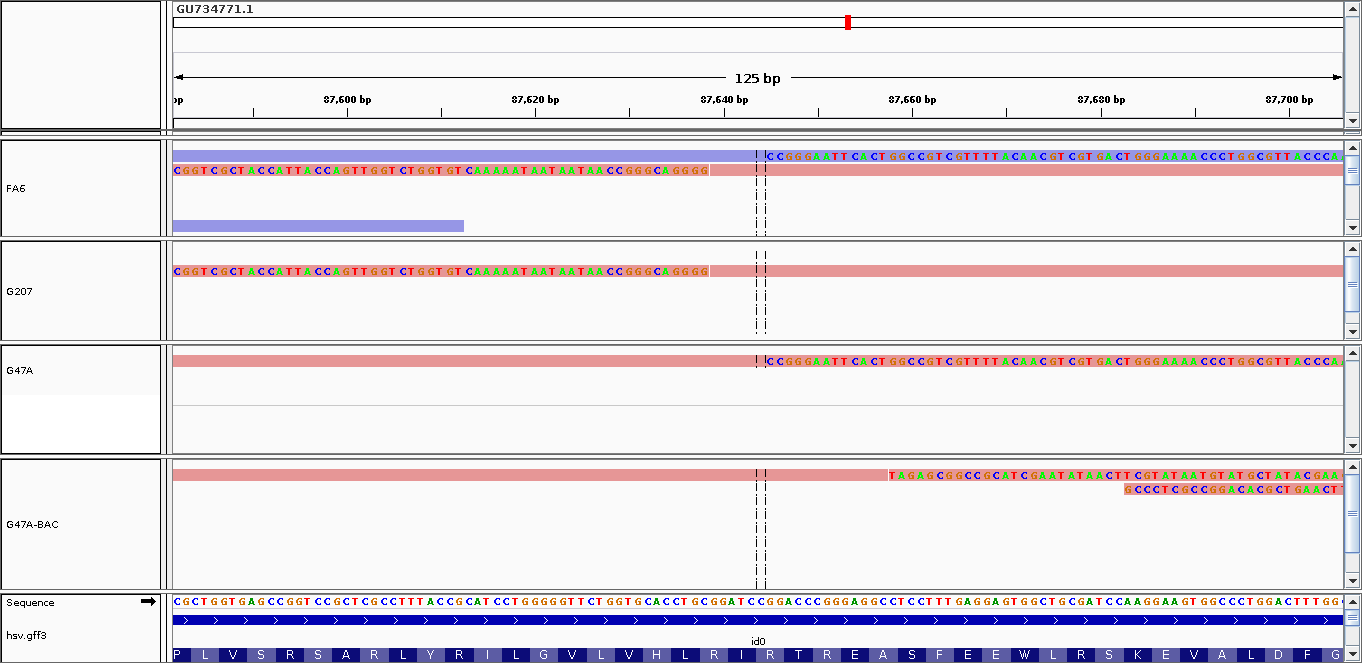 GU734771.1
125 bp
bp 87,600 bp 87,620 bp 87,640 bp 87,660 bp 87,680 bp 87,700 bp
CCGGGAATTCACTGGCCGTCGTTTTACAACGTCGTGACTGGGAAAACCCTGGCGTTACCCA
CGGTCGCTACCATTACCAGTTGGTCTGGTGTCAAAAATAATAATAACCGGGCAGGGG
FA6
CGGTCGCTACCATTACCAGTTGGTCTGGTGTCAAAAATAATAATAACCGGGCAGGGG
G207
CCGGGAATTCACTGGCCGTCGTTTTACAACGTCGTGACTGGGAAAACCCTGGCGTTACCCA
G47A
TAGAGCGGCCGCATCGAATATAACTTCGTATAATGTATGCTATACGAA
GCCCTCGCCGGACACGCTGAACT
G47A-BAC
Sequence CGCTGGTGAGCCGGTCCGCTCGCCTTTACCGCATCCTGGGGGTTCTGGTGCACCTGCGGATCCGGACCCGGGAGGCCTCCTTTGAGGAGTGGCTGCGATCCAAGGAAGTGGCCCTGGACTTTGG
hsv.gff3
id0
P L V S R S A R L Y R I L G V L V H L R I R T R E A S F E E W L R S K E V A L D F G